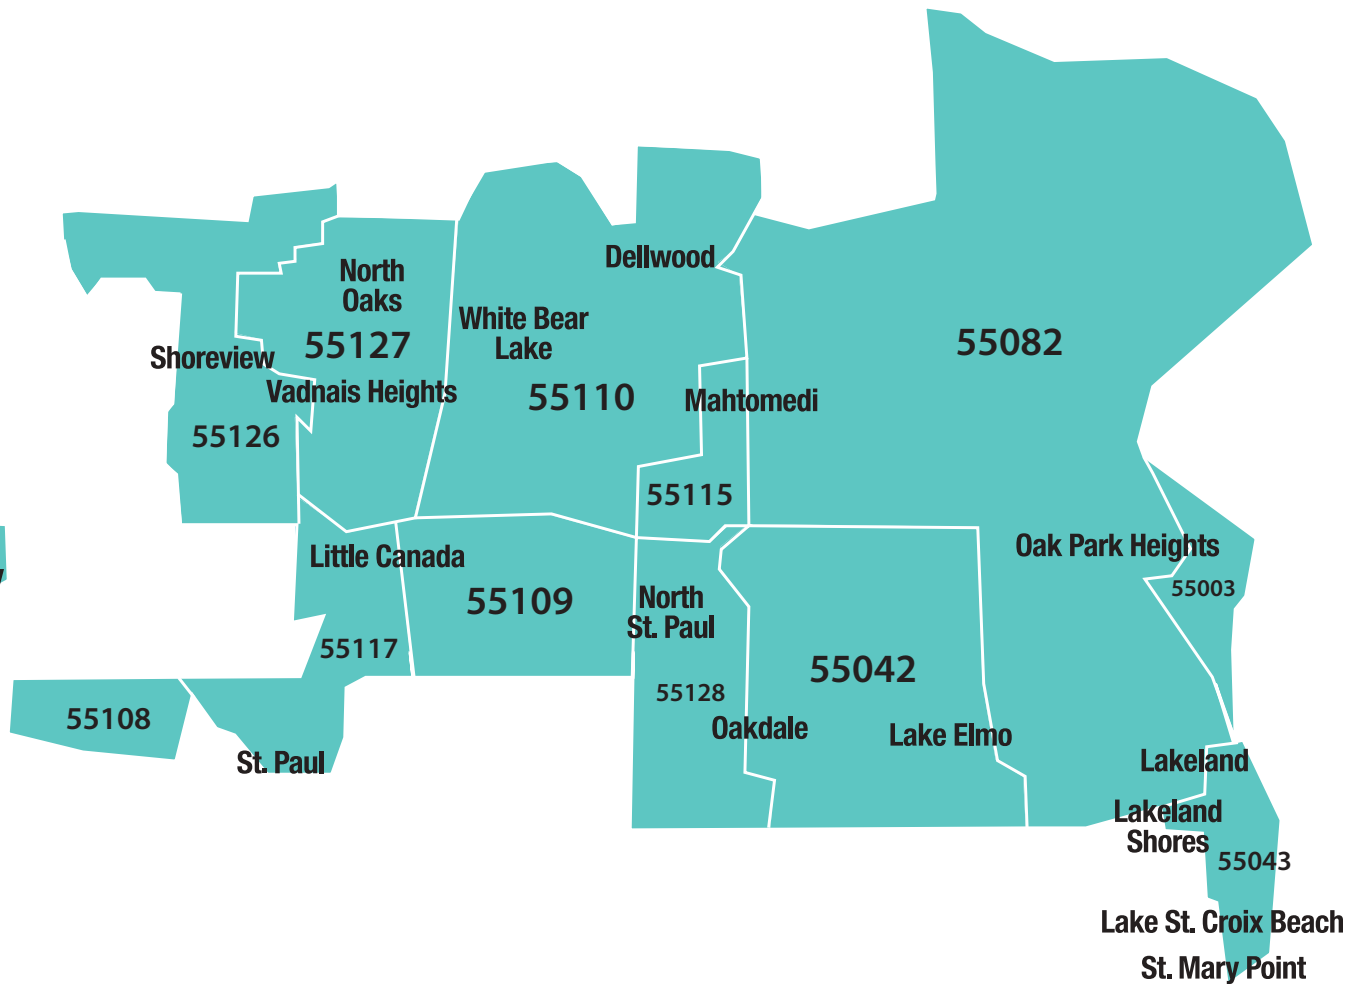 Dellwood
North
Oaks
White Bear
Lake
55127
55082
Shoreview
Vadnais Heights
55110
Mahtomedi
55126
55115
Little Canada
Oak Park Heights
55003
55109
North
St. Paul
55117
55042
55128
55108
Oakdale
Lake Elmo
St. Paul
Lakeland
Lakeland
Shores
55043
Lake St. Croix Beach
St. Mary Point